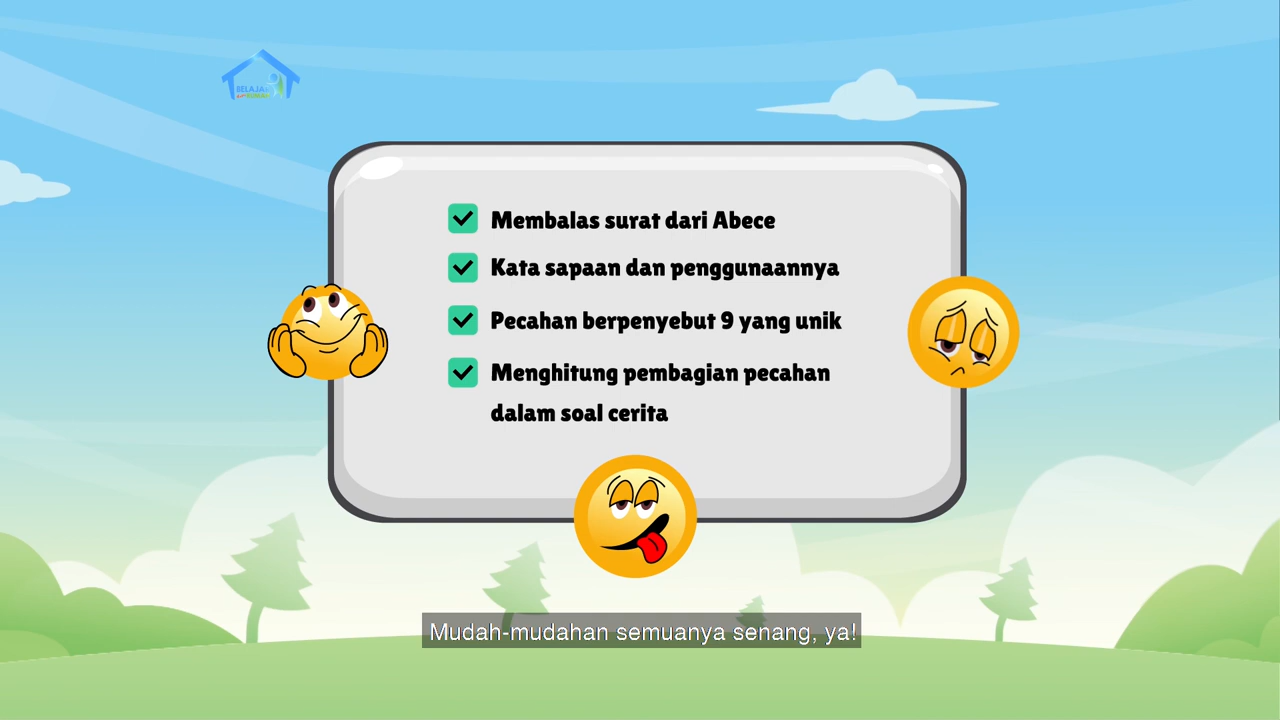 BELAJAR
Membalas surat dari Abece
Kata sapaan dan penggunaannya
Pecahan berpenyebut 9 yang unik
Menghitung pembagian pecahan
dalam soal cerita
Mudah-mudahan semuanya senang, ya!